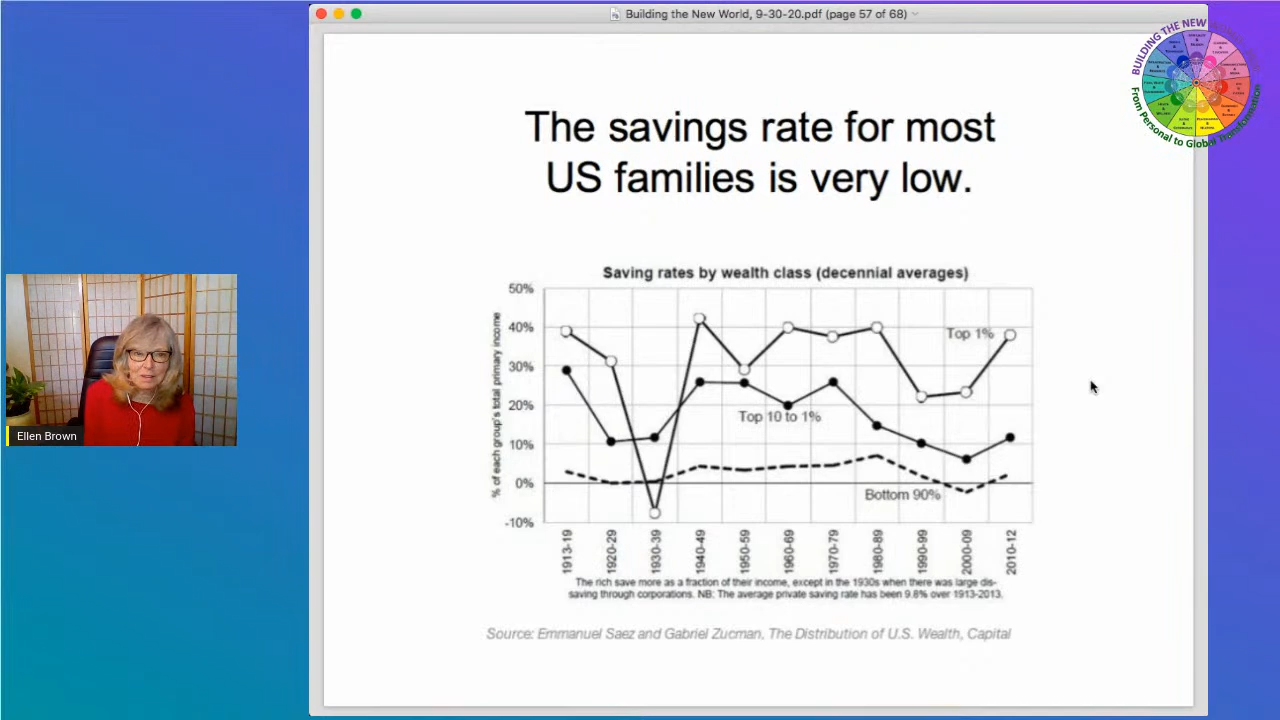 Building the New World, 9-30-20.pdf (page 57 of 68)
BUILDING THE NEW WORLD
From Personal to Global Transformation
The savings rate for most
US families is very low.
Saving rates by wealth class (decennial averages)
% of each group's total primary income
50%
40%
30%
20%
10%
0%
-10%
Top 1%
Top 10 to 1%
Bottom 90%
1913-19
1920-29
1930-39
1940-49
1950-59
1960-69
1970-79
1980-89
1990-99
2000-09
2010-12
The rich save more as a fraction of their income, except in the 1930s when there was large dis-
saving through corporations. NB: The average private saving rate has been 9.8% over 1913-2013.
Source: Emmanuel Saez and Gabriel Zucman, The Distribution of U.S. Wealth, Capital
Ellen Brown